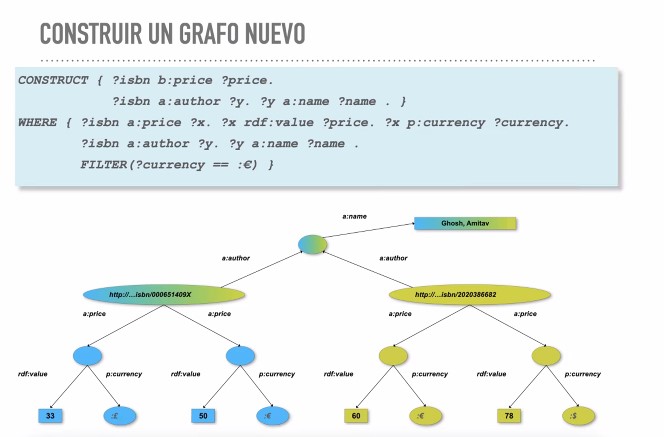 CONSTRUIR UN GRAFO NUEVO
CONSTRUCT { ?isbn b:price ?price.
?isbn a:author ?y. ?y a:name ?name . }
WHERE { ?isbn a:price ?x. ?x rdf:value ?price. ?x p:currency ?currency.
?isbn a:author ?y. ?y a:name ?name .
FILTER(?currency == :€) }
a:name
Ghosh, Amitav
a:author a:author
http://...isbn/000651409X http://...isbn/2020386682
a:price a:price a:price a:price
rdf:value p:currency rdf:value p:currency rdf:value p:currency rdf:value p:currency
33 :£ 50 :€ 60 :€ 78 :$